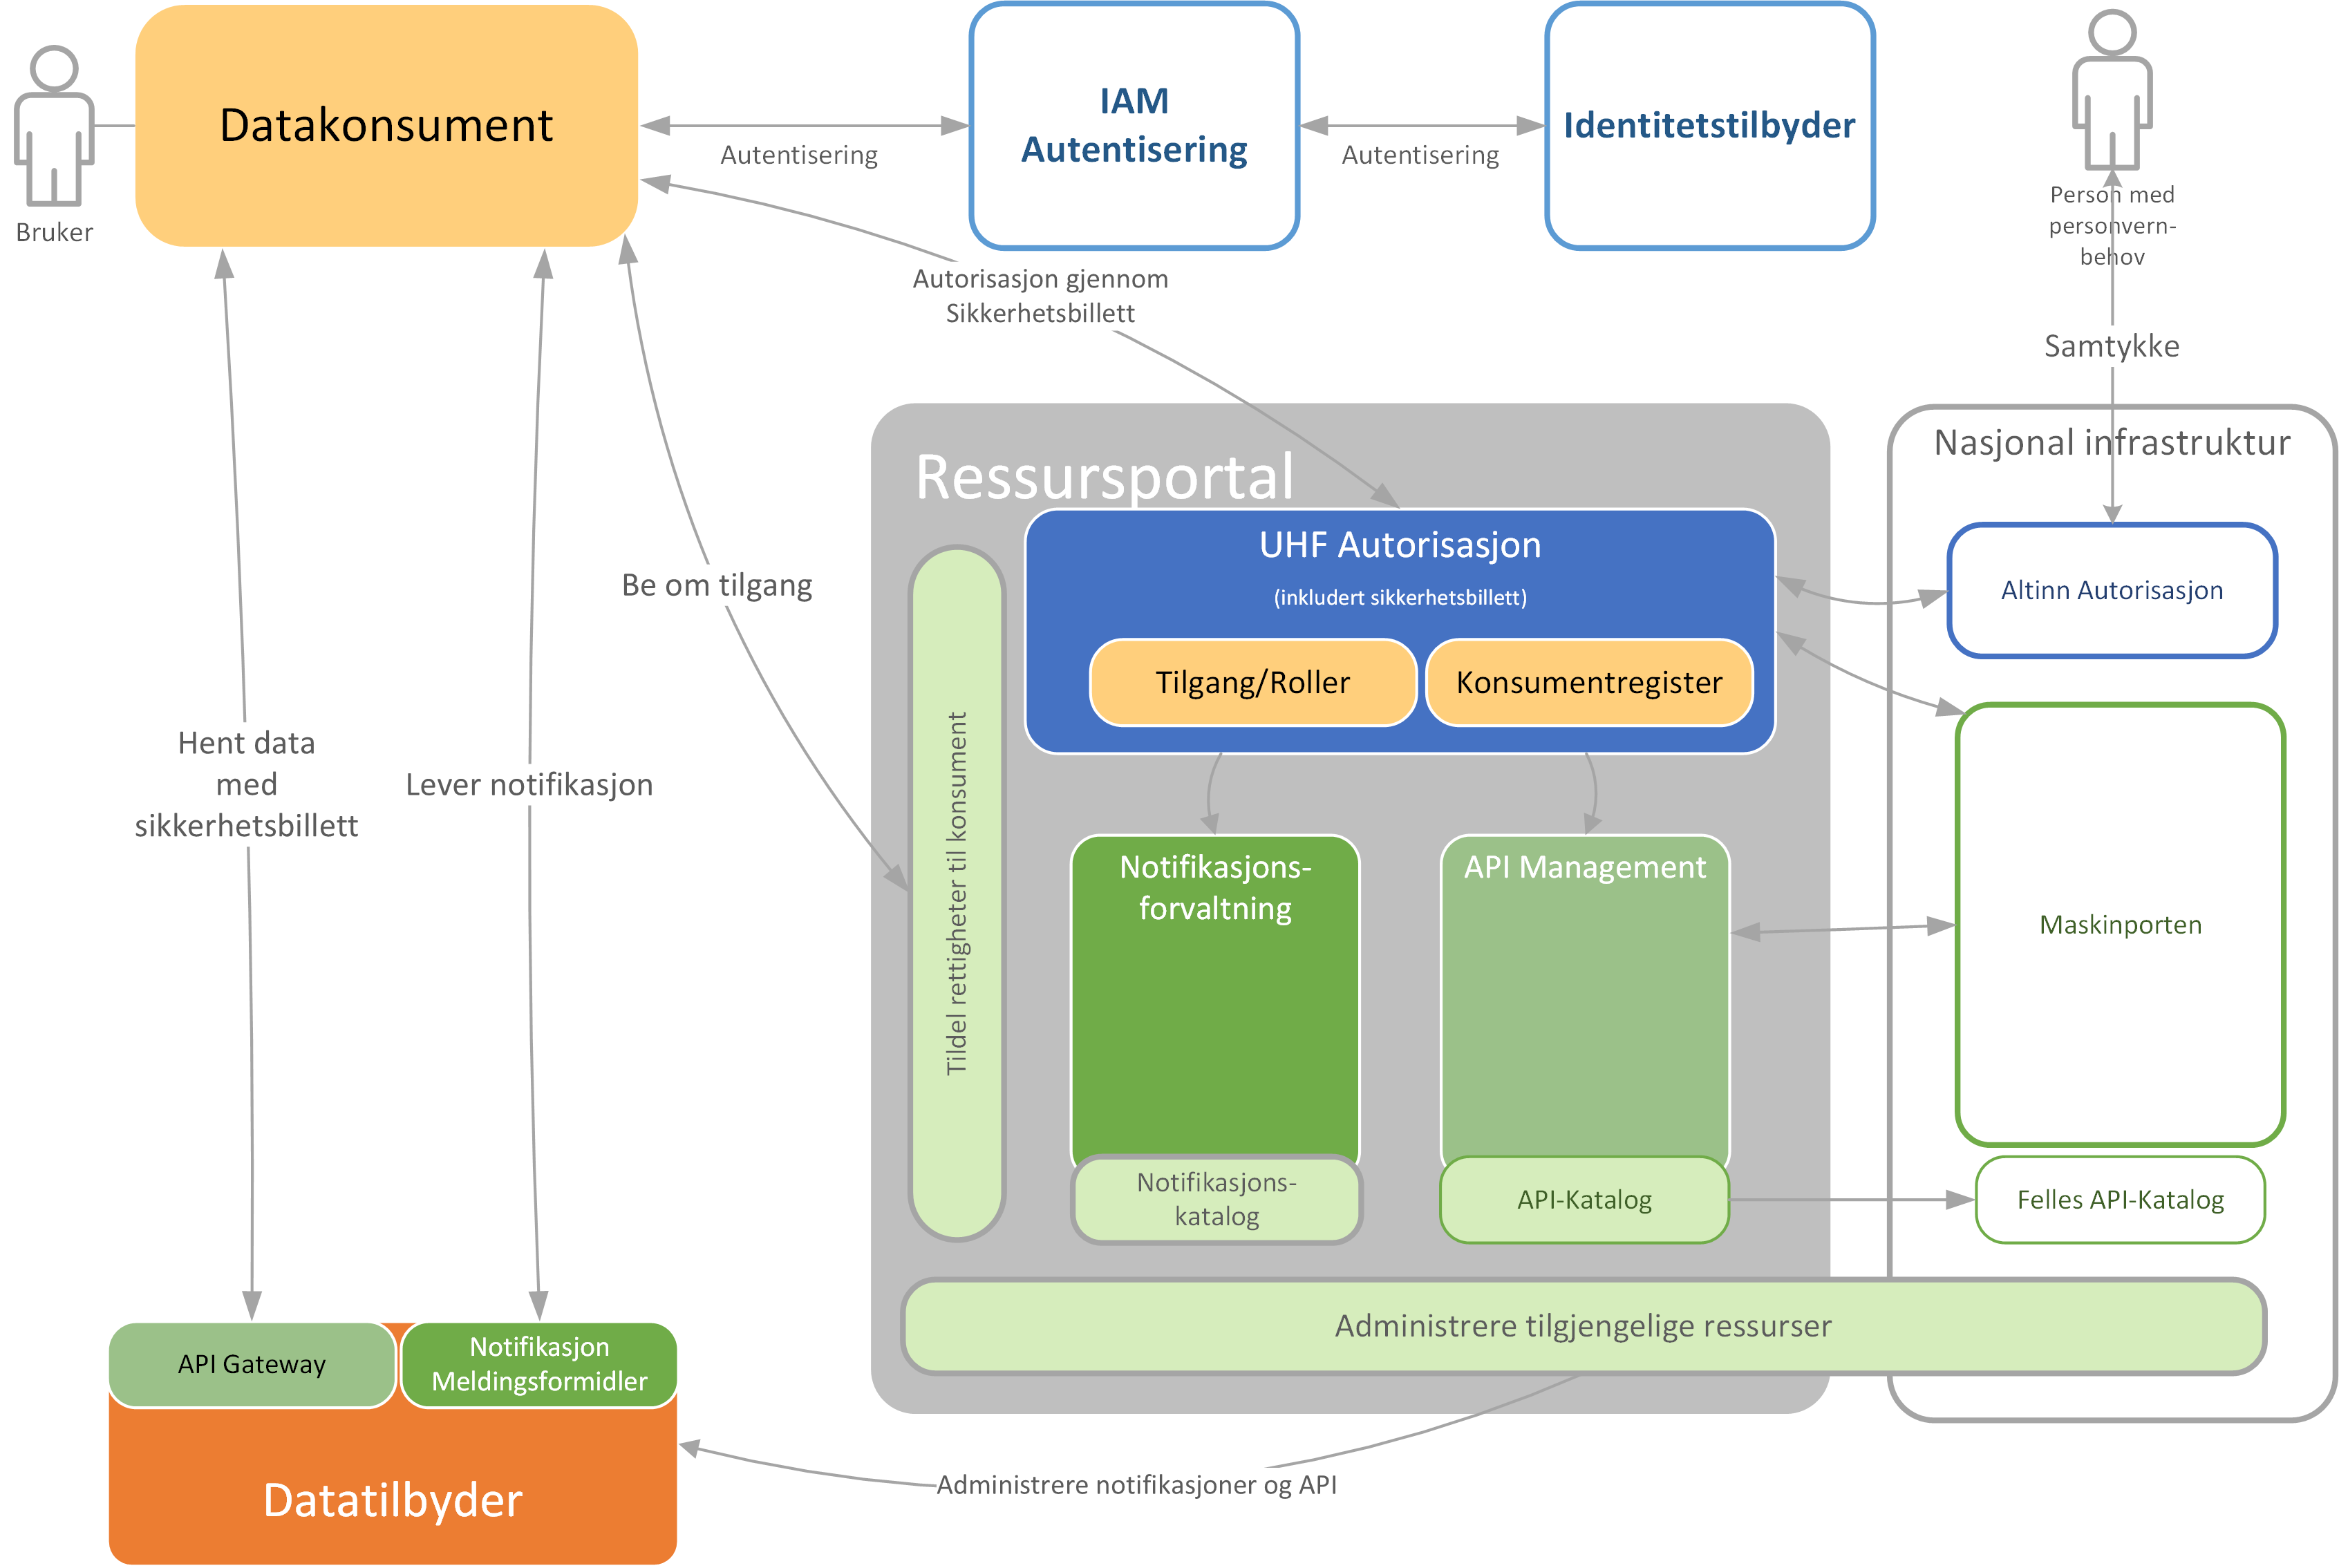 Datakonsument
IAM
Autentisering
Identitetstilbyder
Autentisering
Autentisering
Bruker
Person med
personvern-
behov
Autorisasjon gjennom
Sikkerhetsbillett
Samtykke
Ressursportal
Nasjonal infrastruktur
UHF Autorisasjon
(inkludert sikkerhetsbillett)
Altinn Autorisasjon
Be om tilgang
Tilgang/Roller
Konsumentregister
Tildel rettigheter til konsument
Hent data
med
sikkerhetsbillett
Lever notifikasjon
Notifikasjons-
forvaltning
API Management
Maskinporten
Notifikasjons-
katalog
API-Katalog
Felles API-Katalog
Administrere tilgjengelige ressurser
API Gateway
Notifikasjon
Meldingsformidler
Datatilbyder
Administrere notifikasjoner og API